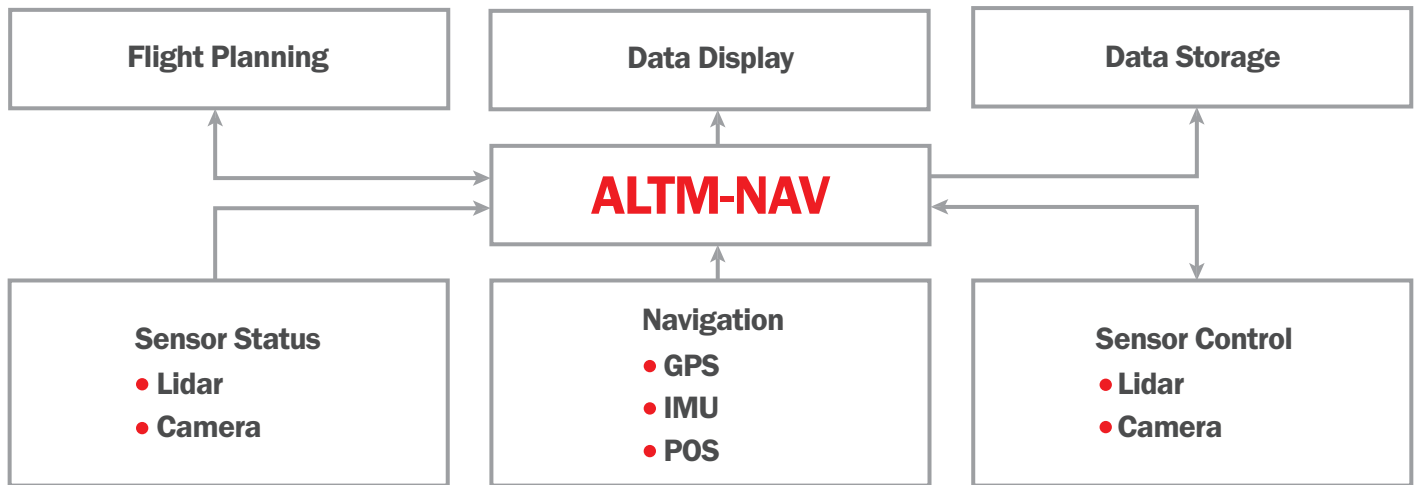 Flight Planning
Data Display
Data Storage
ALTM-NAV
Sensor Status
• Lidar
• Camera
Navigation
• GPS
• IMU
• POS
Sensor Control
• Lidar
• Camera